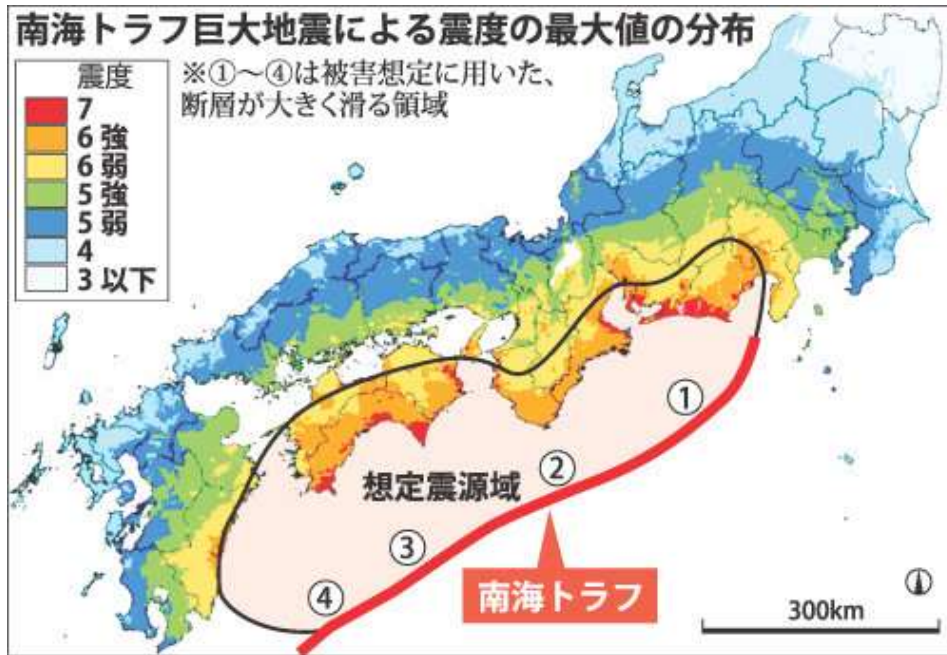 南海トラフ巨大地震による震度の最大値の分布
震度
7
6 強
6 弱
5 強
5 弱
4
3 以下
※①～④は被害想定に用いた、
断層が大きく滑る領域
①
②
想定震源域
③
④
南海トラフ
300km